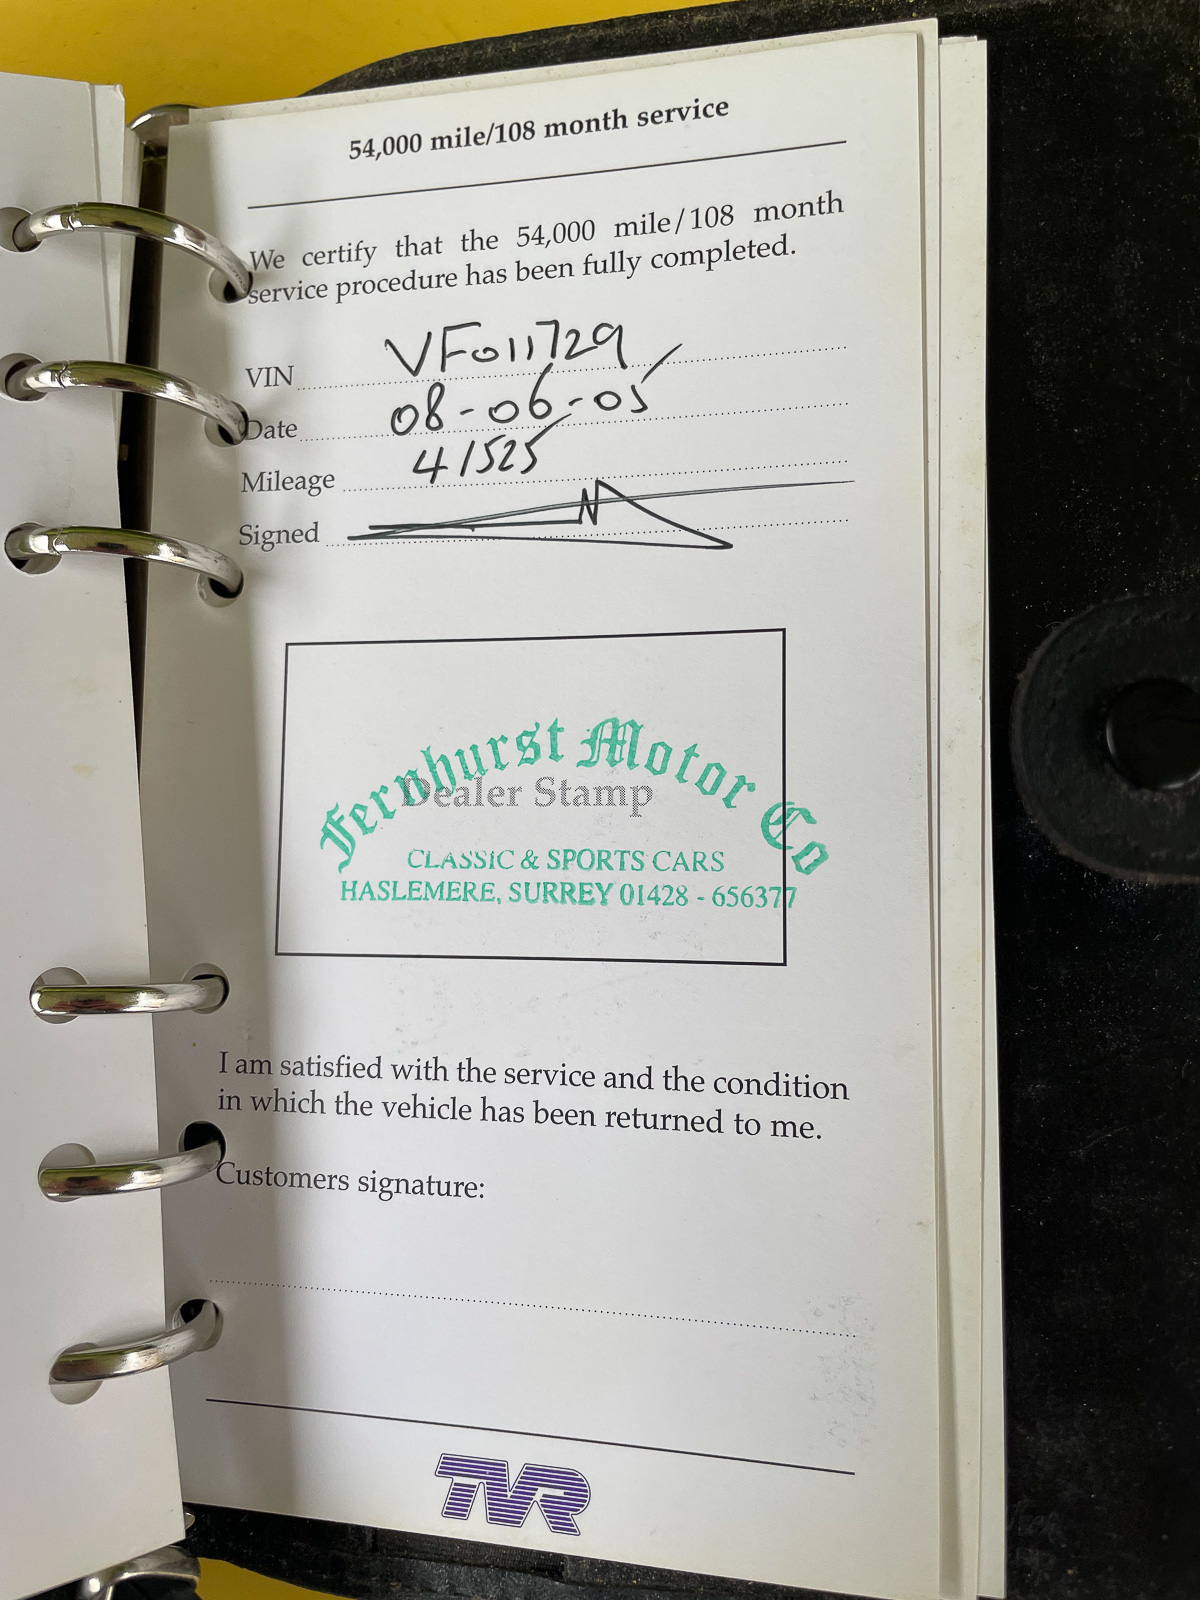 54,000 mile/108 month service
We certify that the 54,000 mile/108 month
service procedure has been fully completed.
VIN VF011729
Date 08-06-05
Mileage 41525
Signed
Fernhurst Motor Co
Dealer Stamp
CLASSIC & SPORTS CARS
HASLEMERE, SURREY 01428 - 656377
I am satisfied with the service and the condition
in which the vehicle has been returned to me.
Customers signature:
TVR